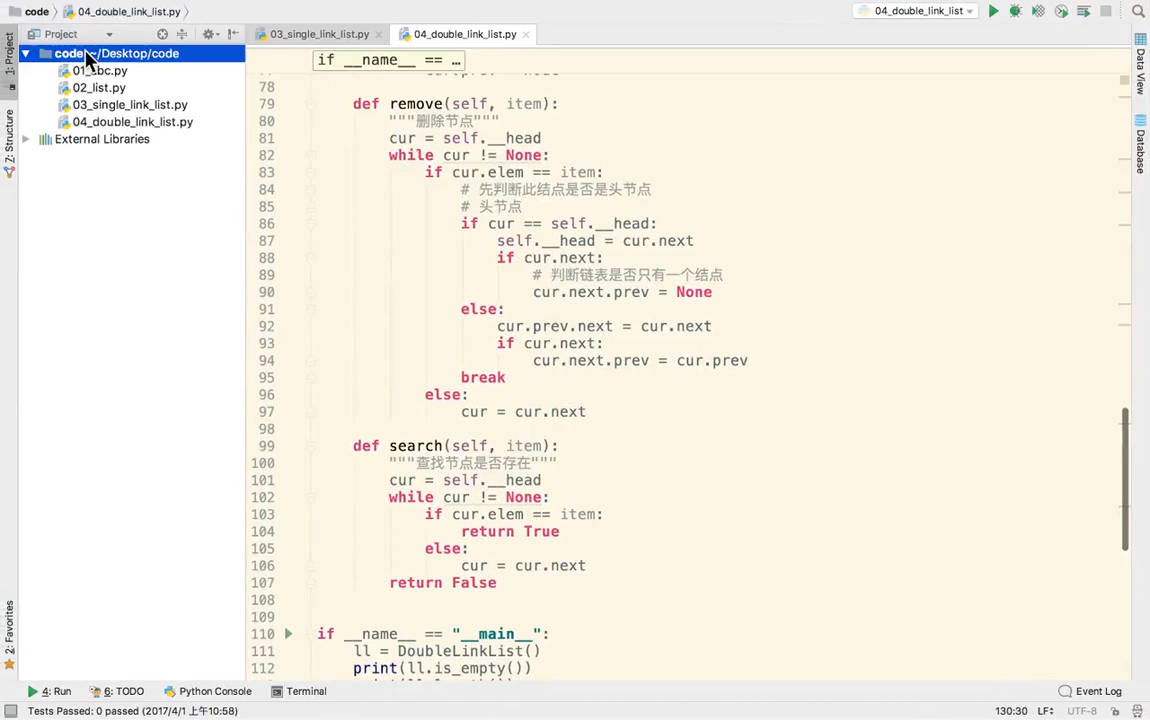 code
04_double_link_list.py
04_double_link_list
Project
03_single_link_list.py
04_double_link_list.py
code ~/Desktop/code
02_list.py
03_single_link_list.py
04_double_link_list.py
External Libraries
1: Project
Z: Structure
2: Favorites
Data View
Database
if __name__ == …
78
79 def remove(self, item):
80 """删除节点"""
81 cur = self.__head
82 while cur != None:
83 if cur.elem == item:
84 # 先判断此结点是否是头节点
85 # 头节点
86 if cur == self.__head:
87 self.__head = cur.next
88 if cur.next:
89 # 判断链表是否只有一个结点
90 cur.next.prev = None
91 else:
92 cur.prev.next = cur.next
93 if cur.next:
94 cur.next.prev = cur.prev
95 break
96 else:
97 cur = cur.next
98
99 def search(self, item):
100 """查找节点是否存在"""
101 cur = self.__head
102 while cur != None:
103 if cur.elem == item:
104 return True
105 else:
106 cur = cur.next
107 return False
108
109
110 if __name__ == "__main__":
111 ll = DoubleLinkList()
112 print(ll.is_empty())
4: Run
6: TODO
Python Console
Terminal
Event Log
Tests Passed: 0 passed (2017/4/1 上午10:58)
130:30
LF
UTF-8